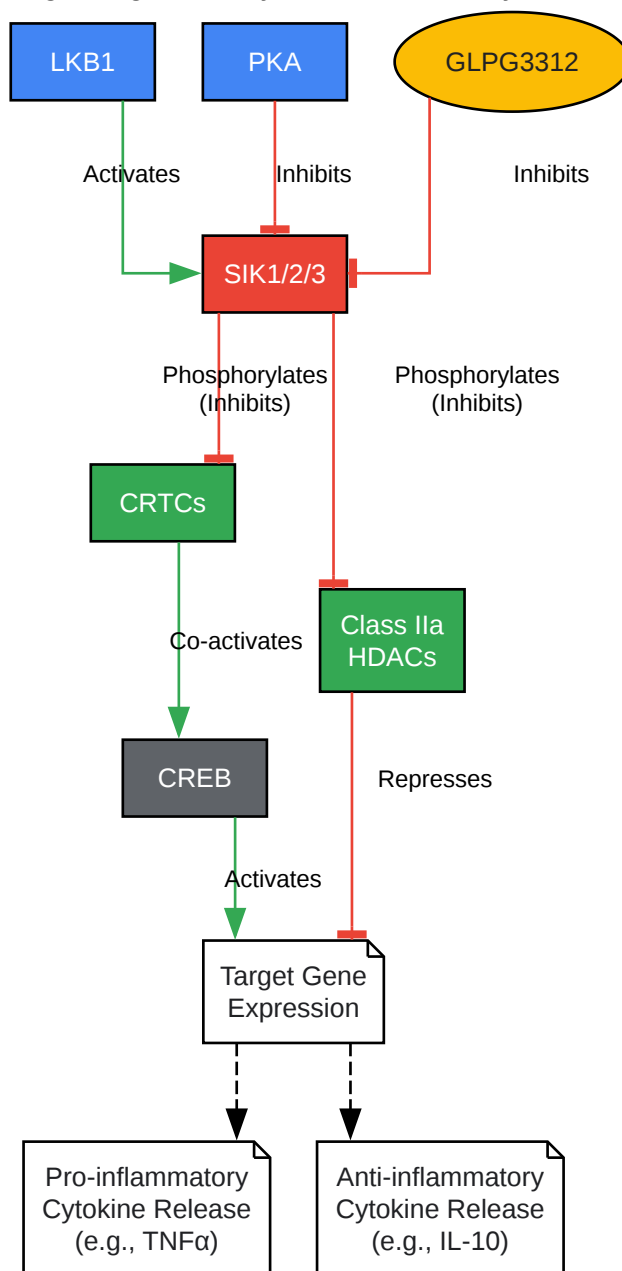 LKB1
PKA
GLPG3312
Activates
Inhibits
Inhibits
SIK1/2/3
Phosphorylates
(Inhibits)
Phosphorylates
(Inhibits)
CRTCs
Class IIa
HDACs
Co-activates
CREB
Represses
Activates
Target Gene
Expression
Pro-inflammatory
Cytokine Release
(e.g., TNFα)
Anti-inflammatory
Cytokine Release
(e.g., IL-10)